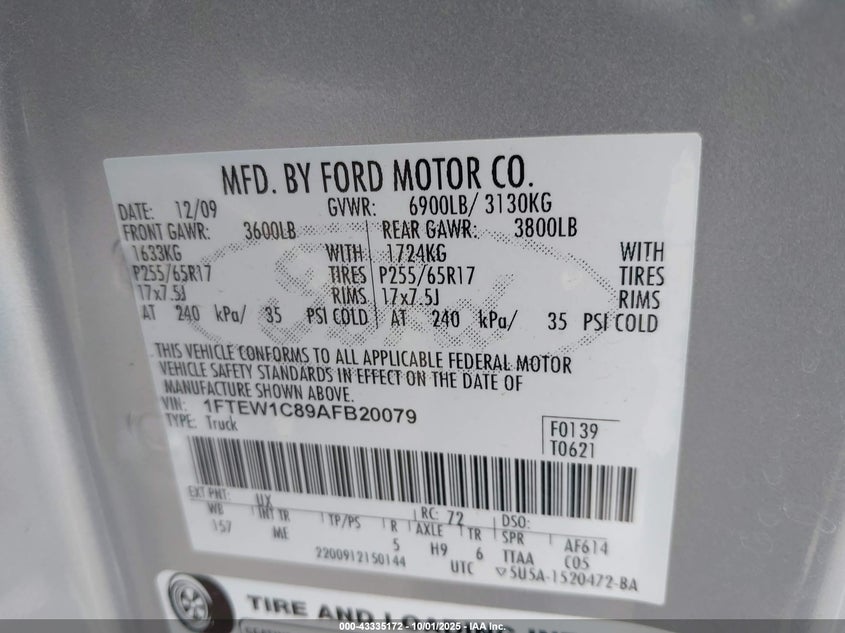 MFD. BY FORD MOTOR CO.
DATE: 12/09 GVWR: 6900LB/ 3130KG
FRONT GAWR: 3600LB REAR GAWR: 3800LB
1633KG WITH 1724KG WITH
P255/65R17 TIRES P255/65R17 TIRES
17x7.5J RIMS 17x7.5J RIMS
AT 240 kPa/ 35 PSI COLD AT 240 kPa/ 35 PSI COLD
THIS VEHICLE CONFORMS TO ALL APPLICABLE FEDERAL MOTOR
VEHICLE SAFETY STANDARDS IN EFFECT ON THE DATE OF
MANUFACTURE SHOWN ABOVE.
VIN: 1FTEW1C89AFB20079
TYPE: Truck
F0139
T0621
EXT PNT: UX RC: 72 DSO:
WB INT TR TP/PS R AXLE TR SPR AF614
157 ME 5 H9 6 TTAA C05
2200912150144 UTC ▽5U5A-1520472-BA
TIRE AND
000-43335172 - 10/01/2025 - IAA Inc.